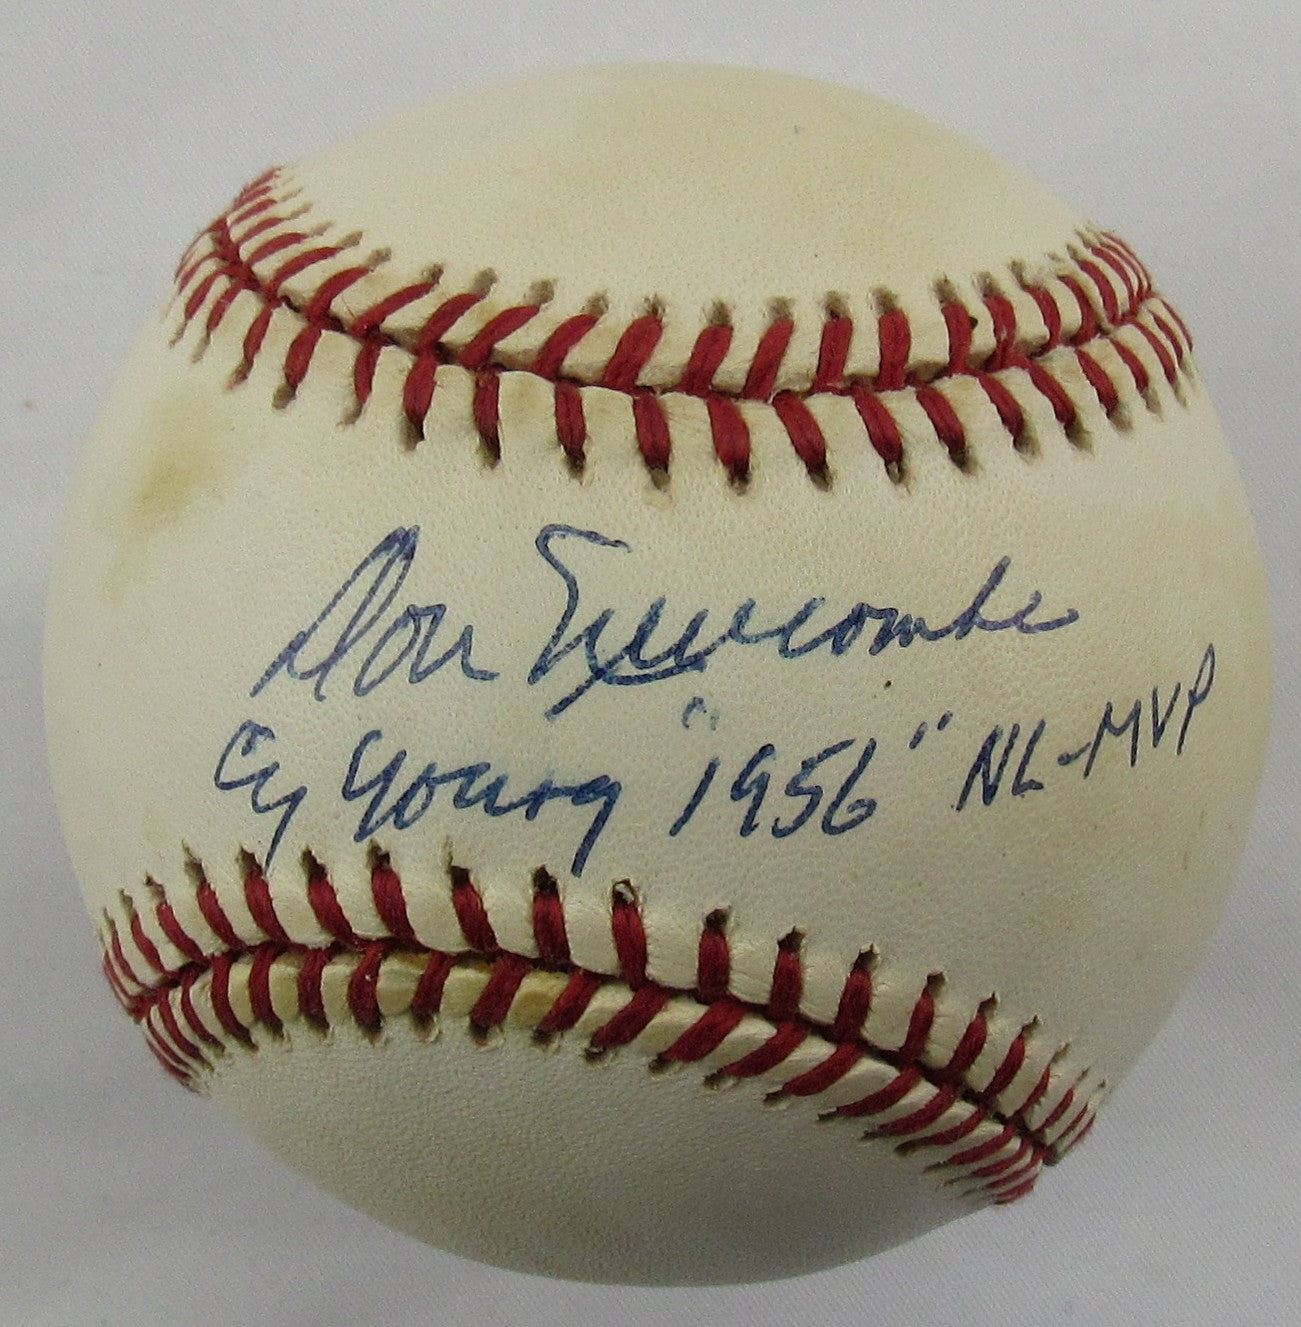 Don Newcombe
Cy Young "1956" NL-MVP